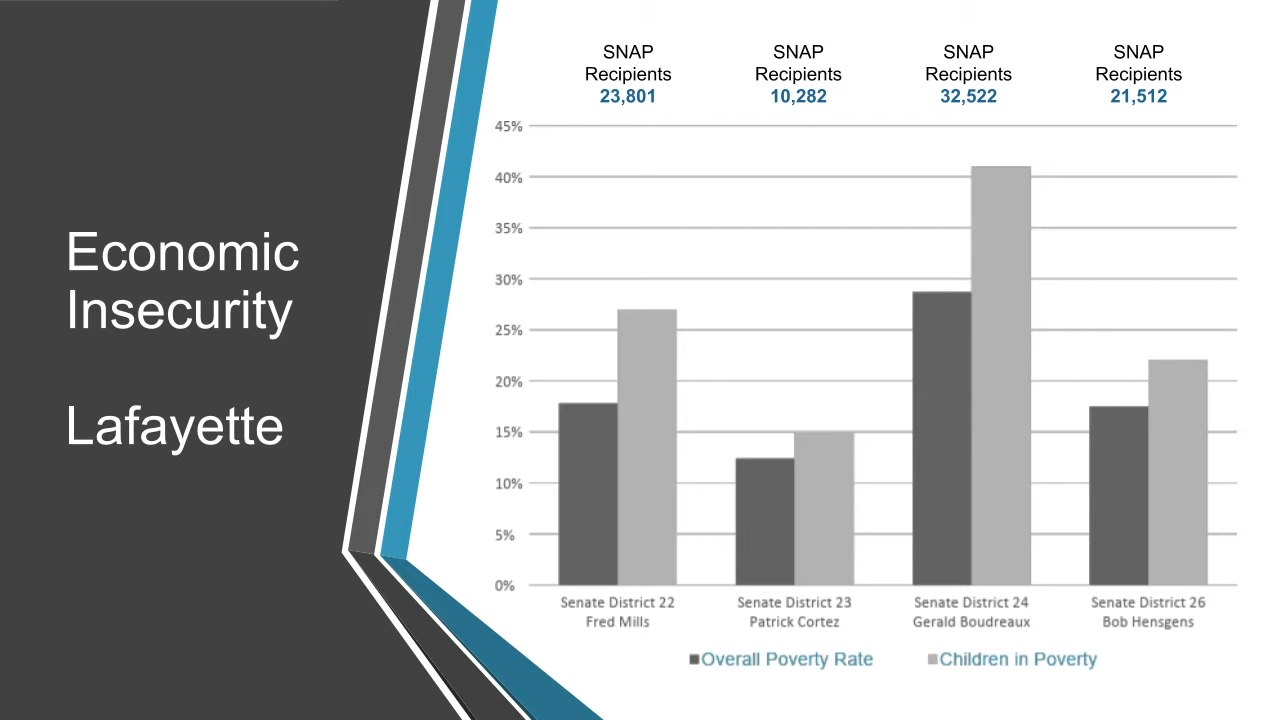 Economic
Insecurity
Lafayette
SNAP
Recipients
23,801
SNAP
Recipients
10,282
SNAP
Recipients
32,522
SNAP
Recipients
21,512
45%
40%
35%
30%
25%
20%
15%
10%
5%
0%
Senate District 22
Fred Mills
Senate District 23
Patrick Cortez
Senate District 24
Gerald Boudreaux
Senate District 26
Bob Hensgens
Overall Poverty Rate
Children in Poverty